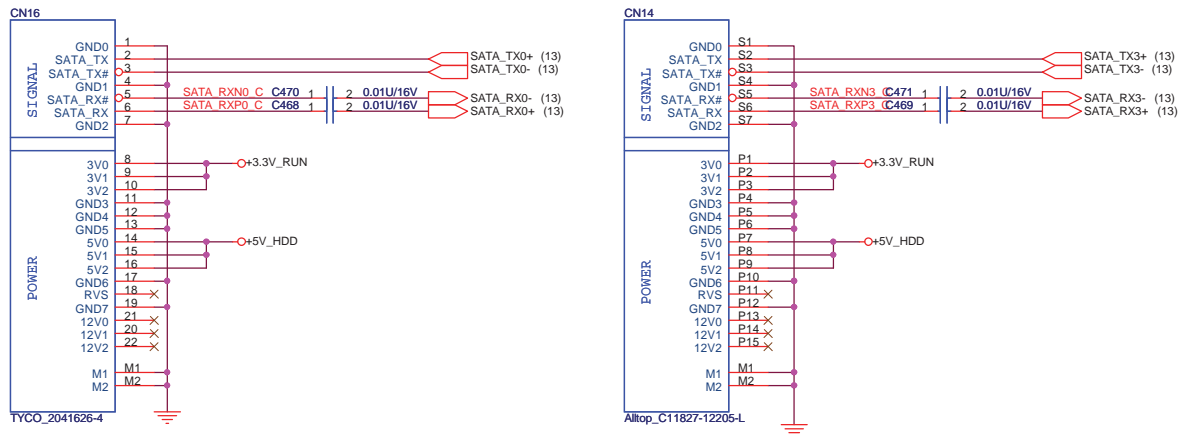 CN16
SIGNAL
GND0 1
SATA_TX 2 SATA_TX0+ (13)
SATA_TX# 3 SATA_TX0- (13)
GND1 4
SATA_RX# 5 SATA_RXN0_C C470 1 2 0.01U/16V SATA_RX0- (13)
SATA_RX 6 SATA_RXP0_C C468 1 2 0.01U/16V SATA_RX0+ (13)
GND2 7
POWER
3V0 8 +3.3V_RUN
3V1 9
3V2 10
GND3 11
GND4 12
GND5 13
5V0 14 +5V_HDD
5V1 15
5V2 16
GND6 17
RVS 18
GND7 19
12V0 21
12V1 20
12V2 22
M1 M1
M2 M2
TYCO_2041626-4
CN14
SIGNAL
GND0 S1
SATA_TX S2 SATA_TX3+ (13)
SATA_TX# S3 SATA_TX3- (13)
GND1 S4
SATA_RX# S5 SATA_RXN3_C C471 1 2 0.01U/16V SATA_RX3- (13)
SATA_RX S6 SATA_RXP3_C C469 1 2 0.01U/16V SATA_RX3+ (13)
GND2 S7
POWER
3V0 P1 +3.3V_RUN
3V1 P2
3V2 P3
GND3 P4
GND4 P5
GND5 P6
5V0 P7 +5V_HDD
5V1 P8
5V2 P9
GND6 P10
RVS P11
GND7 P12
12V0 P13
12V1 P14
12V2 P15
M1 M1
M2 M2
Alltop_C11827-12205-L